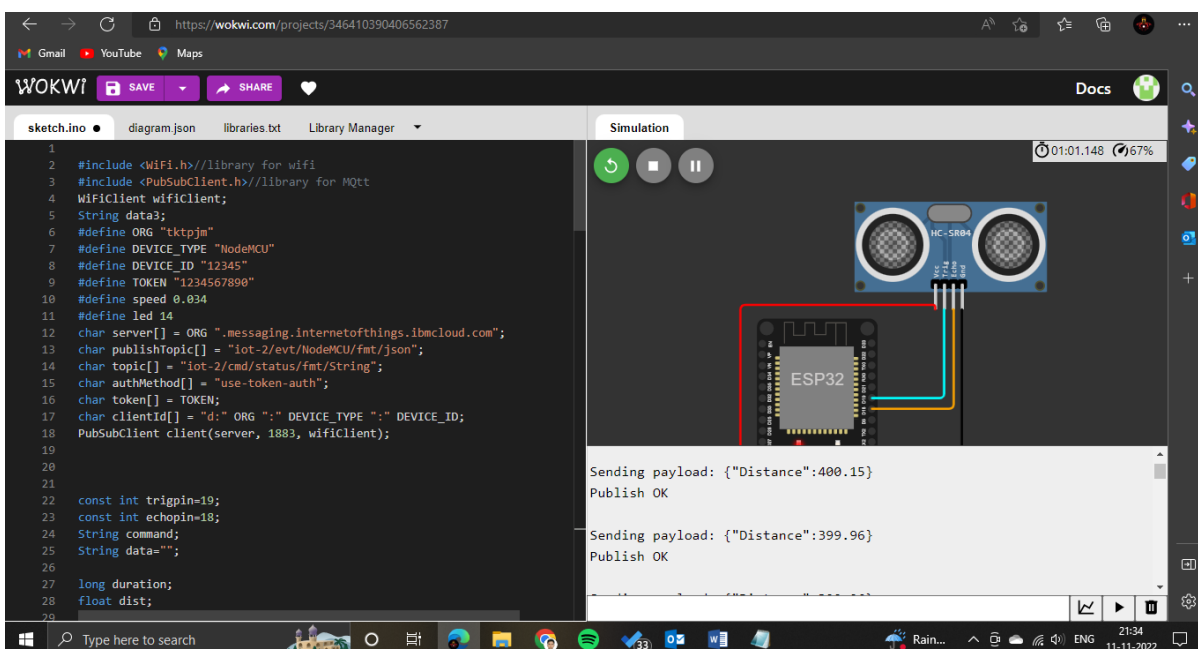 https://wokwi.com/projects/346410390406562387
Gmail YouTube Maps
WOKWI SAVE SHARE Docs
sketch.ino ● diagram.json libraries.txt Library Manager
Simulation
01:01.148 67%
1
2 #include <WiFi.h>//library for wifi
3 #include <PubSubClient.h>//library for MQtt
4 WiFiClient wifiClient;
5 String data3;
6 #define ORG "tktpjm"
7 #define DEVICE_TYPE "NodeMCU"
8 #define DEVICE_ID "12345"
9 #define TOKEN "1234567890"
10 #define speed 0.034
11 #define led 14
12 char server[] = ORG ".messaging.internetofthings.ibmcloud.com";
13 char publishTopic[] = "iot-2/evt/NodeMCU/fmt/json";
14 char topic[] = "iot-2/cmd/status/fmt/String";
15 char authMethod[] = "use-token-auth";
16 char token[] = TOKEN;
17 char clientId[] = "d:" ORG ":" DEVICE_TYPE ":" DEVICE_ID;
18 PubSubClient client(server, 1883, wifiClient);
19
20
21
22 const int trigpin=19;
23 const int echopin=18;
24 String command;
25 String data="";
26
27 long duration;
28 float dist;
29
HC-SR04
Vcc
Trig
Echo
Gnd
ESP32
Sending payload: {"Distance":400.15}
Publish OK
Sending payload: {"Distance":399.96}
Publish OK
Type here to search
33
Rain... ENG 21:34
11-11-2022